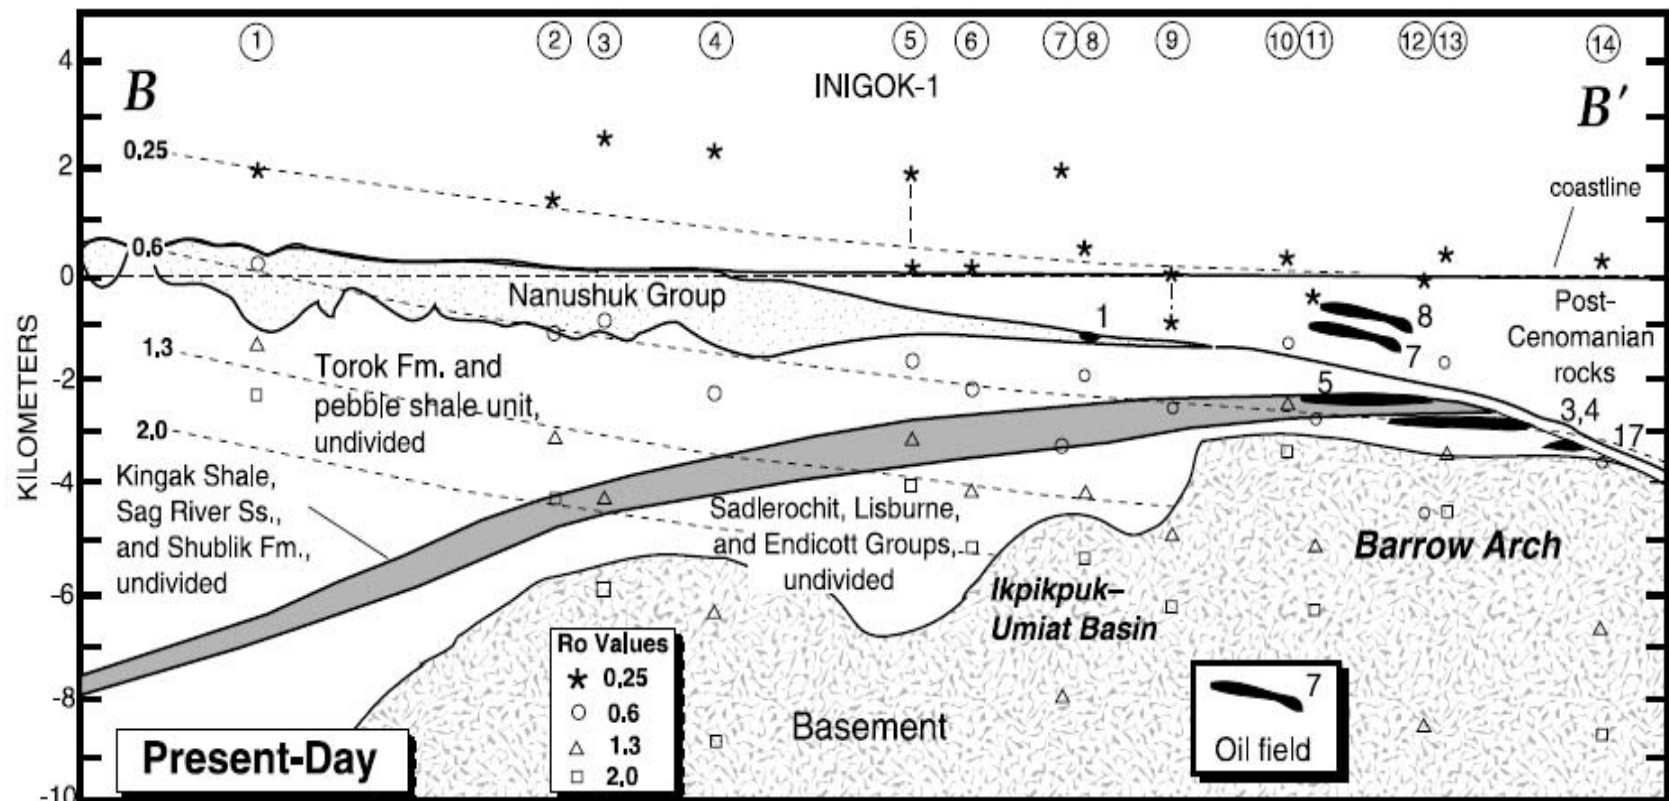 ① ② ③ ④ ⑤ ⑥ ⑦ ⑧ ⑨ ⑩ ⑪ ⑫ ⑬ ⑭
B
INIGOK-1
B′
KILOMETERS
4
2
0
-2
-4
-6
-8
-10
0.25
0.6
1.3
2.0
coastline
Nanushuk Group
1
8
7
5
3,4
17
Post-
Cenomanian
rocks
Torok Fm. and
pebble shale unit,
undivided
Kingak Shale,
Sag River Ss.,
and Shublik Fm.,
undivided
Sadlerochit, Lisburne,
and Endicott Groups,
undivided
Ikpikpuk–
Umiat Basin
Barrow Arch
Basement
Present-Day
Ro Values
0.25
0.6
1.3
2.0
7
Oil field